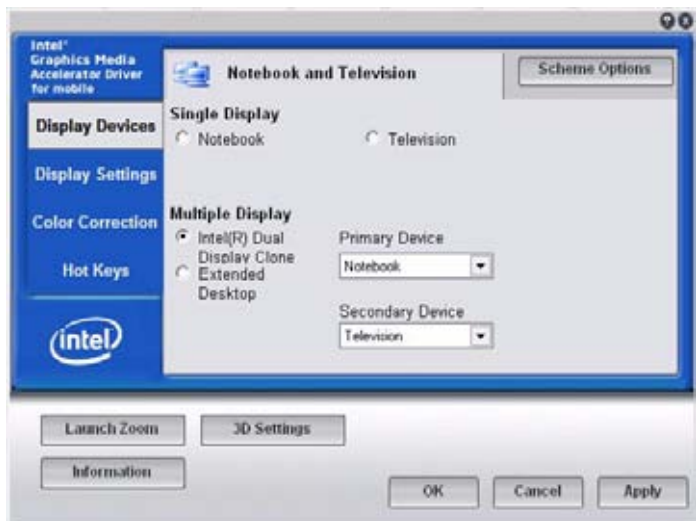 Intel®
Graphics Media
Accelerator Driver
for mobile
Notebook and Television
Scheme Options
Display Devices
Display Settings
Color Correction
Hot Keys
intel
Single Display
Notebook
Television
Multiple Display
Intel(R) Dual
Display Clone
Extended
Desktop
Primary Device
Notebook
Secondary Device
Television
Launch Zoom
3D Settings
Information
OK
Cancel
Apply